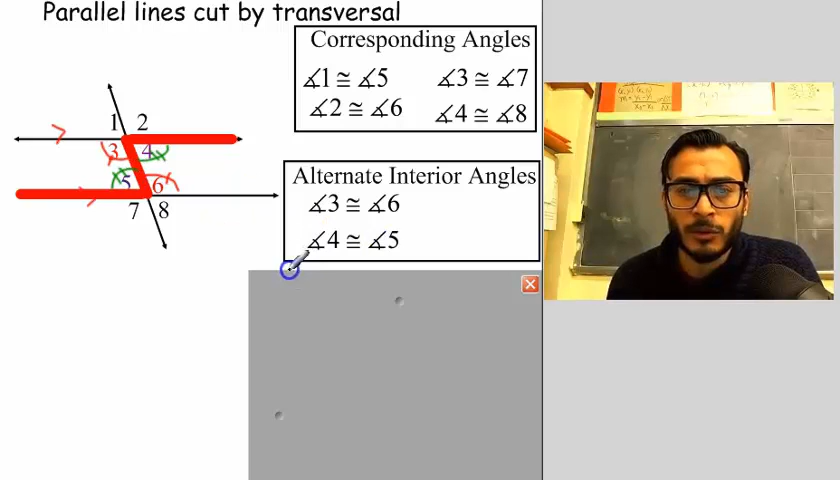 Parallel lines cut by transversal
Corresponding Angles
∡1 ≅ ∡5 ∡3 ≅ ∡7
∡2 ≅ ∡6 ∡4 ≅ ∡8
1 2
3 4
5 6
7 8
Alternate Interior Angles
∡3 ≅ ∡6
∡4 ≅ ∡5